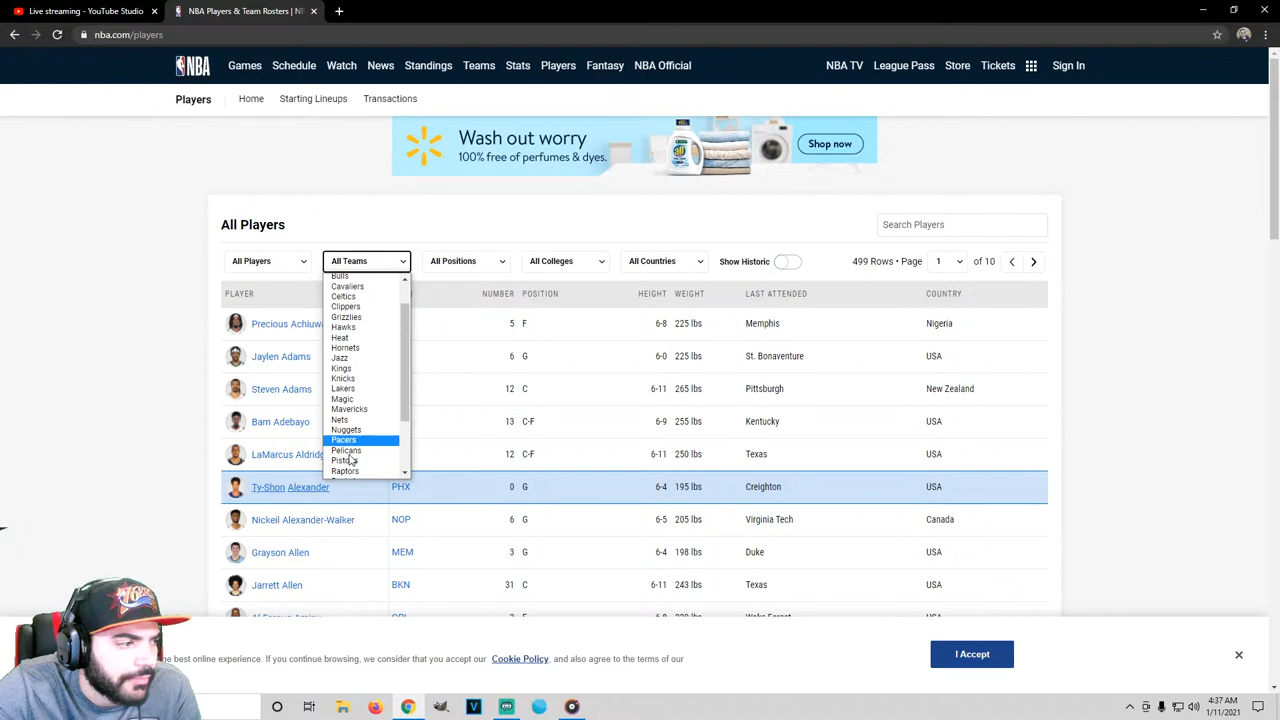 Live streaming - YouTube Studio
NBA Players & Team Rosters | N
nba.com/players
NBA
Games Schedule Watch News Standings Teams Stats Players Fantasy NBA Official
NBA TV League Pass Store Tickets Sign In
Players Home Starting Lineups Transactions
Wash out worry
100% free of perfumes & dyes.
all
Shop now
All Players
Search Players
All Players All Teams All Positions All Colleges All Countries Show Historic 499 Rows • Page 1 of 10
PLAYER NUMBER POSITION HEIGHT WEIGHT LAST ATTENDED COUNTRY
Bulls
Cavaliers
Celtics
Clippers
Grizzlies
Hawks
Heat
Hornets
Jazz
Kings
Knicks
Lakers
Magic
Mavericks
Nets
Nuggets
Pacers
Pelicans
Pistons
Raptors
Precious Achiuwa 5 F 6-8 225 lbs Memphis Nigeria
Jaylen Adams 6 G 6-0 225 lbs St. Bonaventure USA
Steven Adams 12 C 6-11 265 lbs Pittsburgh New Zealand
Bam Adebayo 13 C-F 6-9 255 lbs Kentucky USA
LaMarcus Aldridg 12 C-F 6-11 250 lbs Texas USA
Ty-Shon Alexander PHX 0 G 6-4 195 lbs Creighton USA
Nickeil Alexander-Walker NOP 6 G 6-5 205 lbs Virginia Tech Canada
Grayson Allen MEM 3 G 6-4 198 lbs Duke USA
Jarrett Allen BKN 31 C 6-11 243 lbs Texas USA
he best online experience. If you continue browsing, we consider that you accept our Cookie Policy, and also agree to the terms of our
I Accept
76ERS
4:37 AM
1/11/2021